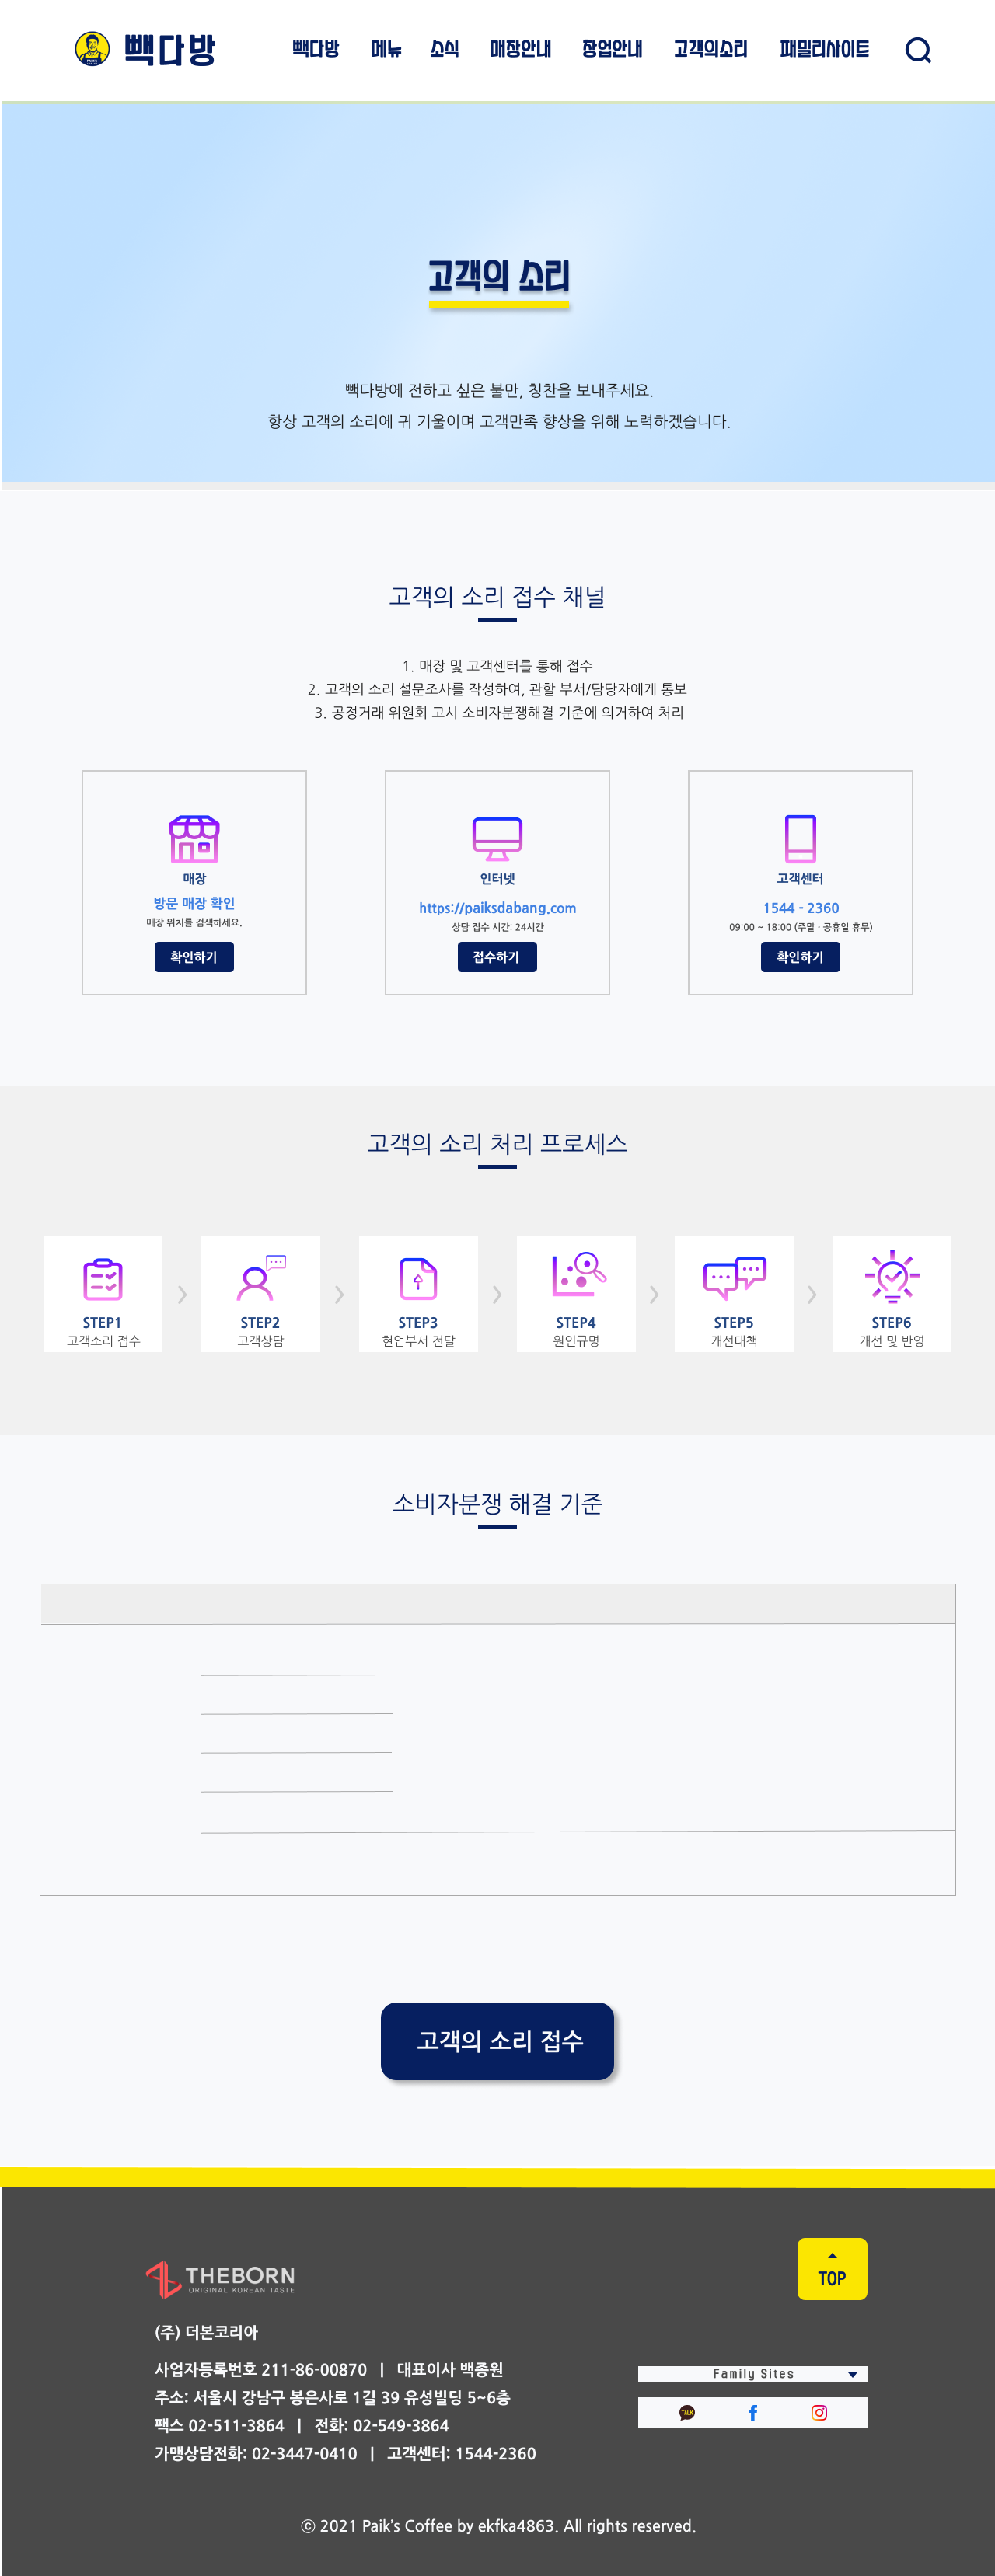 빽다방
빽다방 메뉴 소식 매장안내 창업안내 고객의소리 패밀리사이트
고객의 소리
빽다방에 전하고 싶은 불만, 칭찬을 보내주세요.
항상 고객의 소리에 귀 기울이며 고객만족 향상을 위해 노력하겠습니다.
고객의 소리 접수 채널
1. 매장 및 고객센터를 통해 접수
2. 고객의 소리 설문조사를 작성하여, 관할 부서/담당자에게 통보
3. 공정거래 위원회 고시 소비자분쟁해결 기준에 의거하여 처리
매장
방문 매장 확인
매장 위치를 검색하세요.
확인하기
인터넷
https://paiksdabang.com
상담 접수 시간: 24시간
접수하기
고객센터
1544 - 2360
09:00 ~ 18:00 (주말 · 공휴일 휴무)
확인하기
고객의 소리 처리 프로세스
STEP1
고객소리 접수
STEP2
고객상담
STEP3
현업부서 전달
STEP4
원인규명
STEP5
개선대책
STEP6
개선 및 반영
소비자분쟁 해결 기준
고객의 소리 접수
THEBORN
ORIGINAL KOREAN TASTE
TOP
(주) 더본코리아
사업자등록번호 211-86-00870 | 대표이사 백종원
주소: 서울시 강남구 봉은사로 1길 39 유성빌딩 5~6층
팩스 02-511-3864 | 전화: 02-549-3864
가맹상담전화: 02-3447-0410 | 고객센터: 1544-2360
Family Sites
TALK
ⓒ 2021 Paik's Coffee by ekfka4863. All rights reserved.